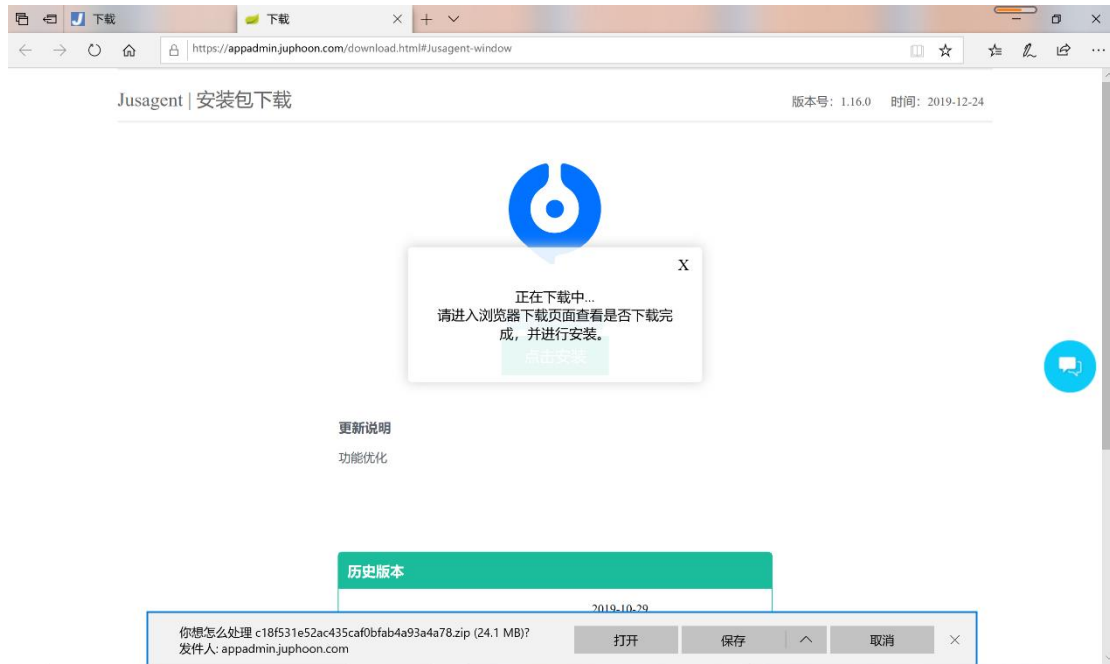 下载
下载
https://appadmin.juphoon.com/download.html#Jusagent-window
Jusagent | 安装包下载
版本号：1.16.0 时间：2019-12-24
X
正在下载中...
请进入浏览器下载页面查看是否下载完
成，并进行安装。
点击安装
更新说明
功能优化
历史版本
2019-10-29
你想怎么处理 c18f531e52ac435caf0bfab4a93a4a78.zip (24.1 MB)?
发件人: appadmin.juphoon.com
打开
保存
取消